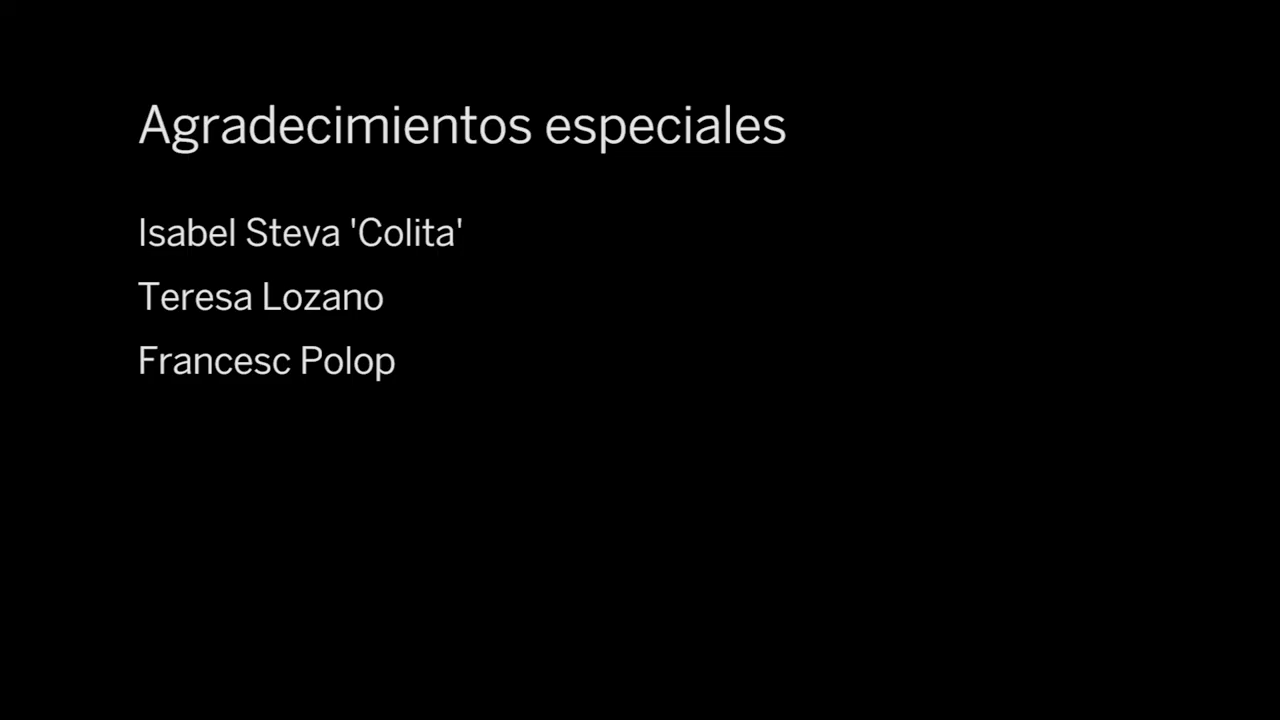 Agradecimientos especiales
Isabel Steva 'Colita'
Teresa Lozano
Francesc Polop